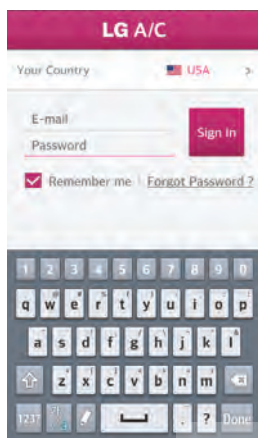 LG A/C
Your Country USA >
E-mail
Password
Sign In
Remember me Forgot Password ?
1 2 3 4 5 6 7 8 9 0
q w e r t y u i o p
a s d f g h j k l
z x c v b n m
123? . ? Done